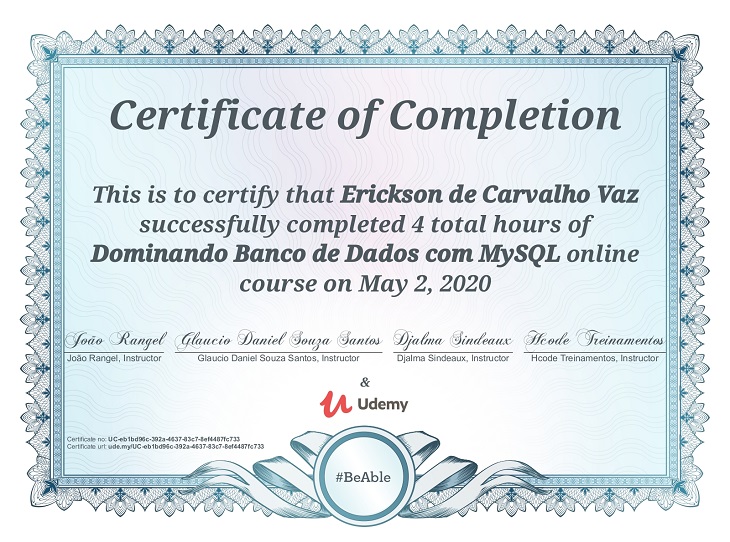 Certificate of Completion
This is to certify that Erickson de Carvalho Vaz
successfully completed 4 total hours of
Dominando Banco de Dados com MySQL online
course on May 2, 2020
João Rangel Glaucio Daniel Souza Santos Djalma Sindeaux Hcode Treinamentos
João Rangel, Instructor Glaucio Daniel Souza Santos, Instructor Djalma Sindeaux, Instructor Hcode Treinamentos, Instructor
&
Udemy
Certificate no: UC-eb1bd96c-392a-4637-83c7-8ef4487fc733
Certificate url: ude.my/UC-eb1bd96c-392a-4637-83c7-8ef4487fc733
#BeAble